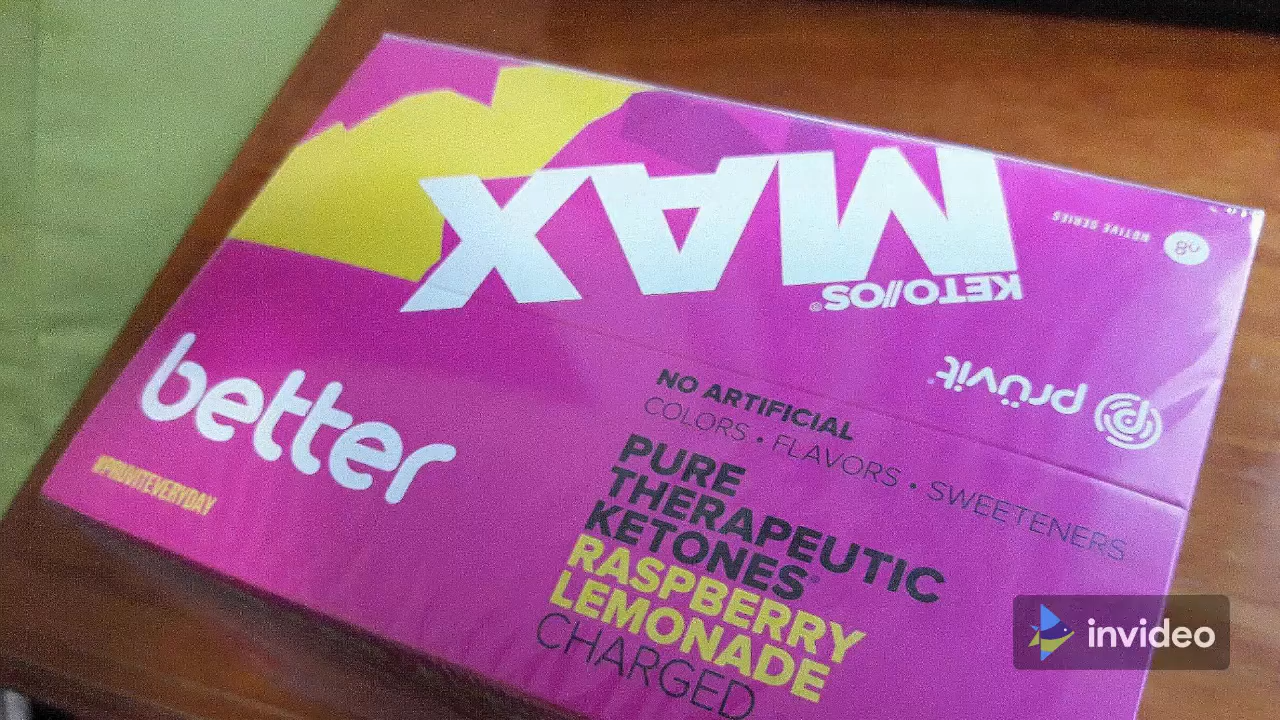 MAX
KETO//OS®
NATIVE SERIES
prüvit®
better
#PRUVITEVERYDAY
NO ARTIFICIAL
COLORS • FLAVORS • SWEETENERS
PURE
THERAPEUTIC
KETONES®
RASPBERRY
LEMONADE
CHARGED
invideo